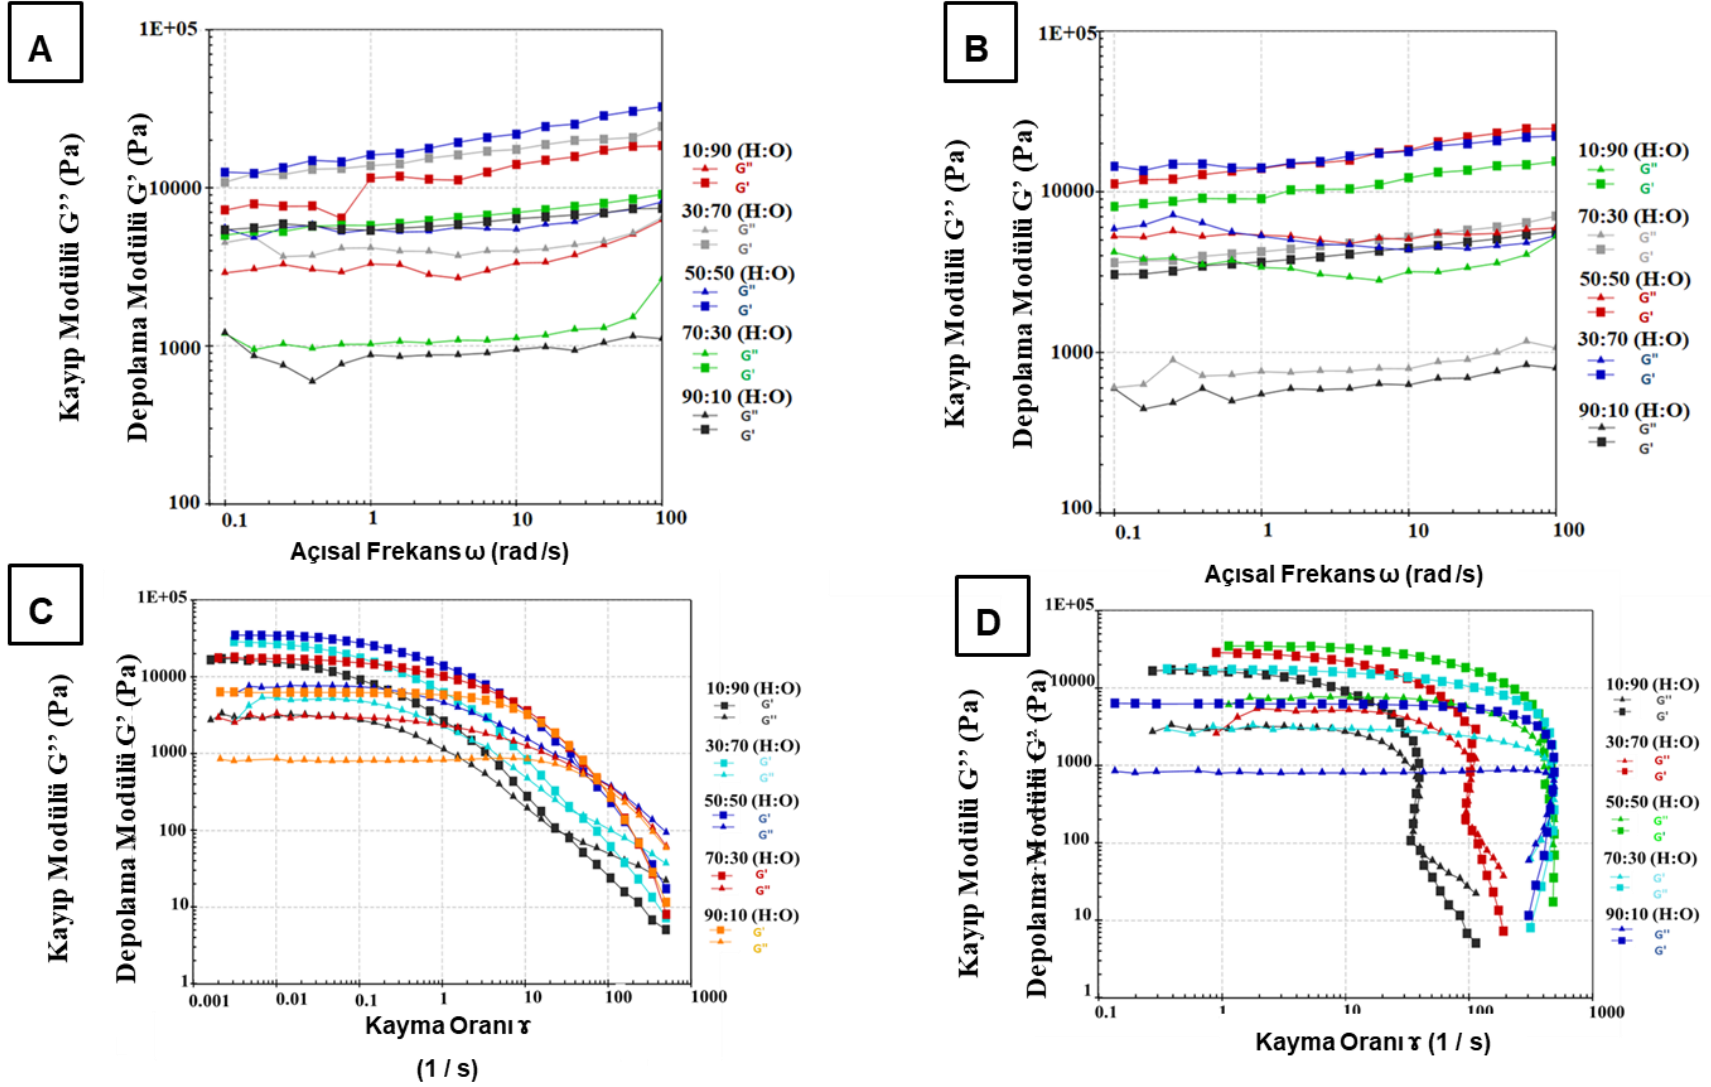 A
Kayıp Modülü G’’ (Pa)
Depolama Modülü G’ (Pa)
1E+05
10000
1000
100
0.1
1
10
100
Açısal Frekans ω (rad /s)
10:90 (H:O)
G"
G'
30:70 (H:O)
G"
G'
50:50 (H:O)
G"
G'
70:30 (H:O)
G"
G'
90:10 (H:O)
G"
G'
B
Kayıp Modülü G’’ (Pa)
Depolama Modülü G’ (Pa)
1E+05
10000
1000
100
0.1
1
10
100
Açısal Frekans ω (rad /s)
10:90 (H:O)
G"
G'
70:30 (H:O)
G"
G'
50:50 (H:O)
G"
G'
30:70 (H:O)
G"
G'
90:10 (H:O)
G"
G'
C
Kayıp Modülü G’’ (Pa)
Depolama Modülü G’ (Pa)
1E+05
10000
1000
100
10
1
0.001
0.01
0.1
1
10
100
1000
Kayma Oranı ɤ
(1 / s)
10:90 (H:O)
G'
G"
30:70 (H:O)
G'
G"
50:50 (H:O)
G'
G"
70:30 (H:O)
G'
G"
90:10 (H:O)
G'
G"
D
Kayıp Modülü G’’ (Pa)
Depolama Modülü G’ (Pa)
1E+05
10000
1000
100
10
1
0.1
1
10
100
1000
Kayma Oranı ɤ (1 / s)
10:90 (H:O)
G"
G'
30:70 (H:O)
G"
G'
50:50 (H:O)
G"
G'
70:30 (H:O)
G'
G"
90:10 (H:O)
G"
G'